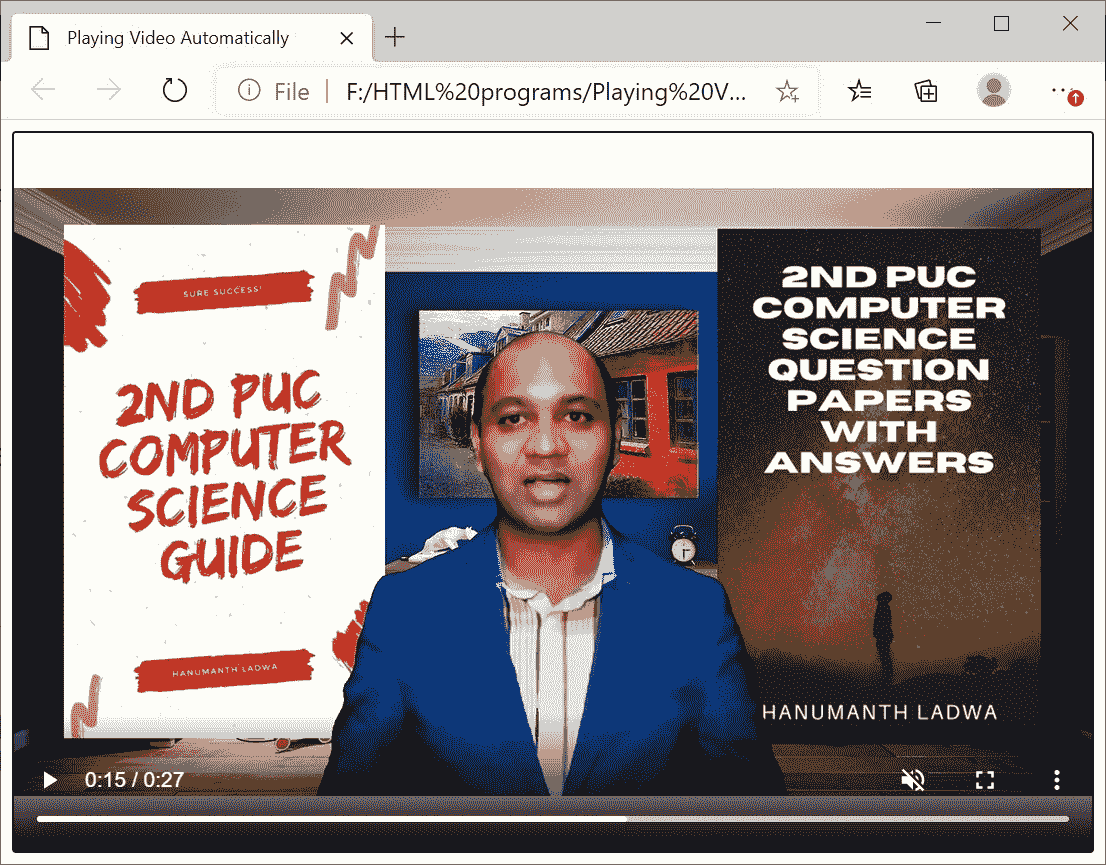 Playing Video Automatically
File
F:/HTML%20programs/Playing%20V...
SURE SUCCESS!
2ND PUC
COMPUTER
SCIENCE
GUIDE
HANUMANTH LADWA
2ND PUC
COMPUTER
SCIENCE
QUESTION
PAPERS
WITH
ANSWERS
HANUMANTH LADWA
0:15 / 0:27